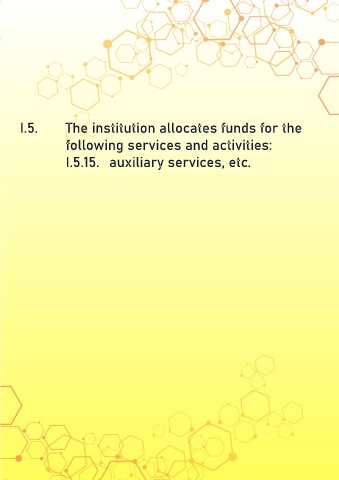 I.5. The institution allocates funds for the
following services and activities:
I.5.15. auxiliary services, etc.